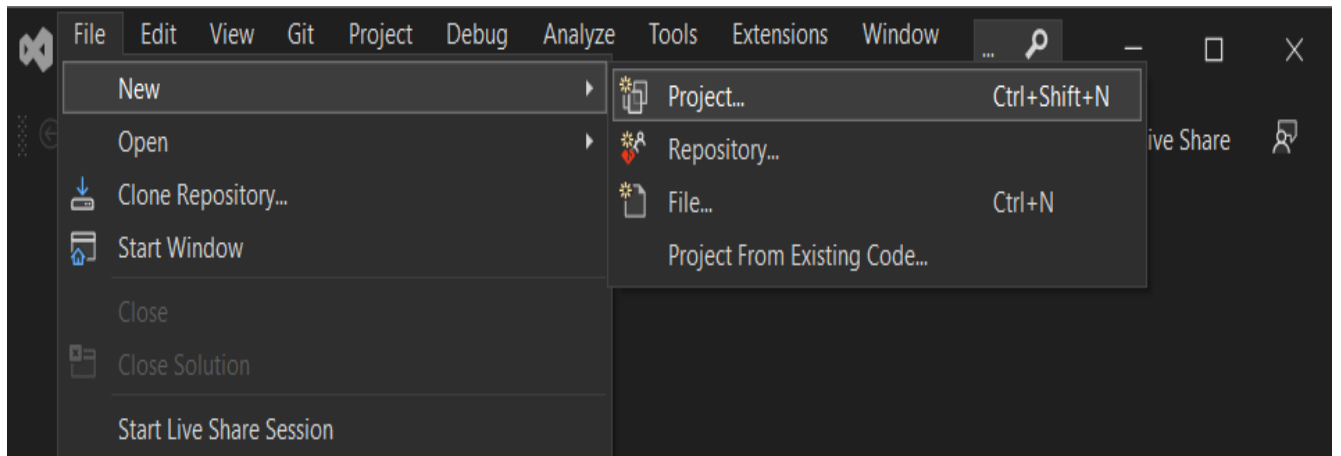 File Edit View Git Project Debug Analyze Tools Extensions Window ...
New
Project... Ctrl+Shift+N
Open
Repository...
ive Share
Clone Repository...
File... Ctrl+N
Start Window
Project From Existing Code...
Close
Close Solution
Start Live Share Session